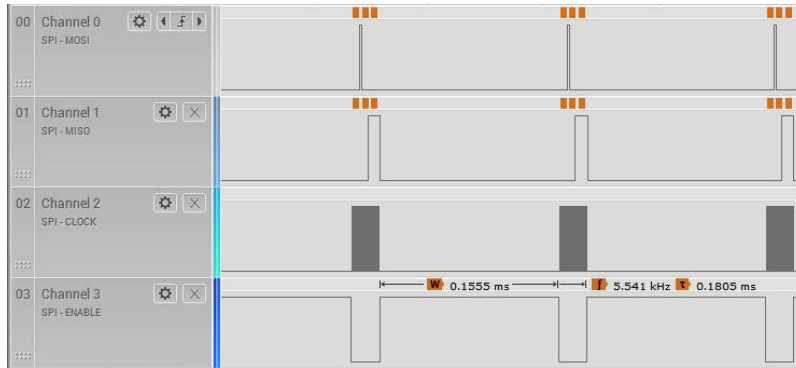 00 Channel 0
SPI - MOSI
01 Channel 1
SPI - MISO
02 Channel 2
SPI - CLOCK
W 0.1555 ms f 5.541 kHz τ 0.1805 ms
03 Channel 3
SPI - ENABLE